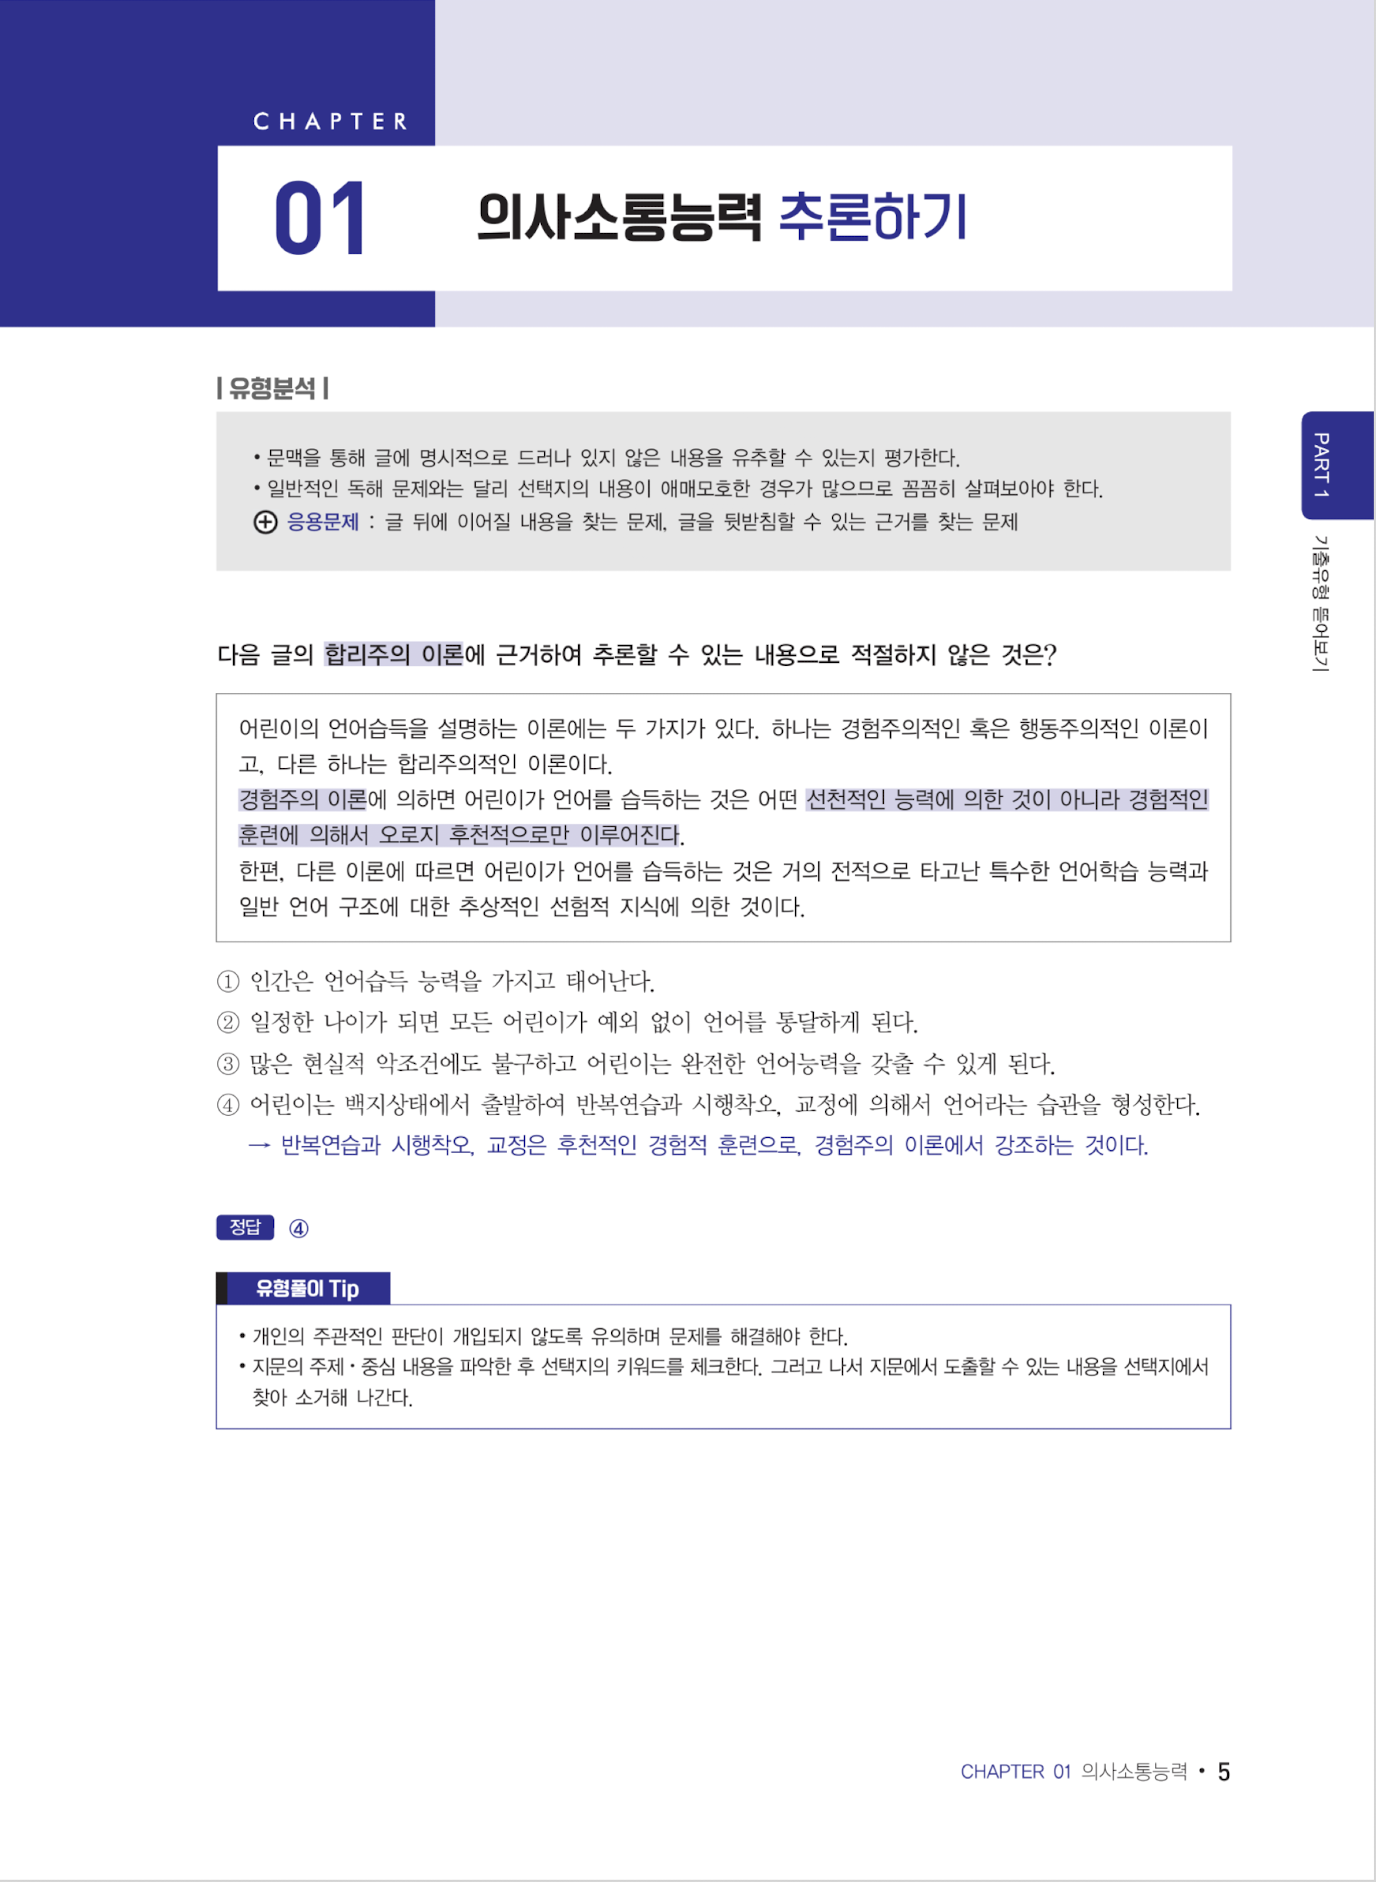 CHAPTER
01 의사소통능력 추론하기
| 유형분석 |
• 문맥을 통해 글에 명시적으로 드러나 있지 않은 내용을 유추할 수 있는지 평가한다.
• 일반적인 독해 문제와는 달리 선택지의 내용이 애매모호한 경우가 많으므로 꼼꼼히 살펴보아야 한다.
⊕ 응용문제 : 글 뒤에 이어질 내용을 찾는 문제, 글을 뒷받침할 수 있는 근거를 찾는 문제
PART 1
기출유형 뜯어보기
다음 글의 합리주의 이론에 근거하여 추론할 수 있는 내용으로 적절하지 않은 것은?
어린이의 언어습득을 설명하는 이론에는 두 가지가 있다. 하나는 경험주의적인 혹은 행동주의적인 이론이
고, 다른 하나는 합리주의적인 이론이다.
경험주의 이론에 의하면 어린이가 언어를 습득하는 것은 어떤 선천적인 능력에 의한 것이 아니라 경험적인
훈련에 의해서 오로지 후천적으로만 이루어진다.
한편, 다른 이론에 따르면 어린이가 언어를 습득하는 것은 거의 전적으로 타고난 특수한 언어학습 능력과
일반 언어 구조에 대한 추상적인 선험적 지식에 의한 것이다.
① 인간은 언어습득 능력을 가지고 태어난다.
② 일정한 나이가 되면 모든 어린이가 예외 없이 언어를 통달하게 된다.
③ 많은 현실적 악조건에도 불구하고 어린이는 완전한 언어능력을 갖출 수 있게 된다.
④ 어린이는 백지상태에서 출발하여 반복연습과 시행착오, 교정에 의해서 언어라는 습관을 형성한다.
→ 반복연습과 시행착오, 교정은 후천적인 경험적 훈련으로, 경험주의 이론에서 강조하는 것이다.
정답 ④
유형풀이 Tip
• 개인의 주관적인 판단이 개입되지 않도록 유의하며 문제를 해결해야 한다.
• 지문의 주제·중심 내용을 파악한 후 선택지의 키워드를 체크한다. 그러고 나서 지문에서 도출할 수 있는 내용을 선택지에서
찾아 소거해 나간다.
CHAPTER 01 의사소통능력 • 5